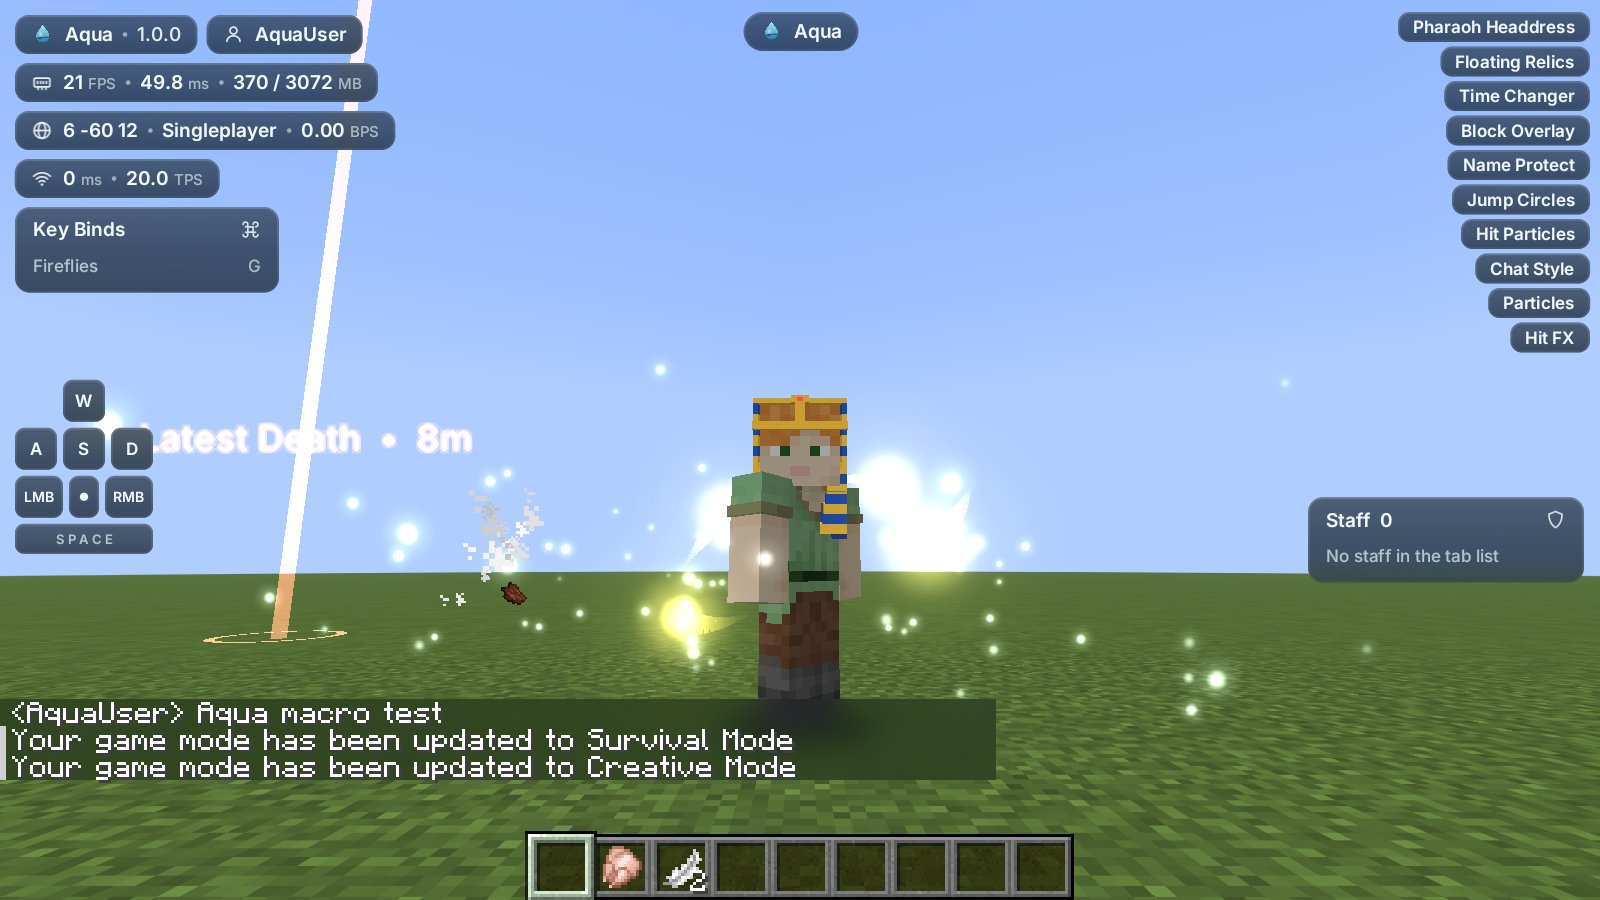 Aqua • 1.0.0
AquaUser
Aqua
21 FPS • 49.8 ms • 370 / 3072 MB
6 -60 12 • Singleplayer • 0.00 BPS
0 ms • 20.0 TPS
Key Binds
Fireflies G
Pharaoh Headdress
Floating Relics
Time Changer
Block Overlay
Name Protect
Jump Circles
Hit Particles
Chat Style
Particles
Hit FX
W
A S D
LMB • RMB
SPACE
Latest Death • 8m
Staff 0
No staff in the tab list
<AquaUser> Aqua macro test
Your game mode has been updated to Survival Mode
Your game mode has been updated to Creative Mode
2